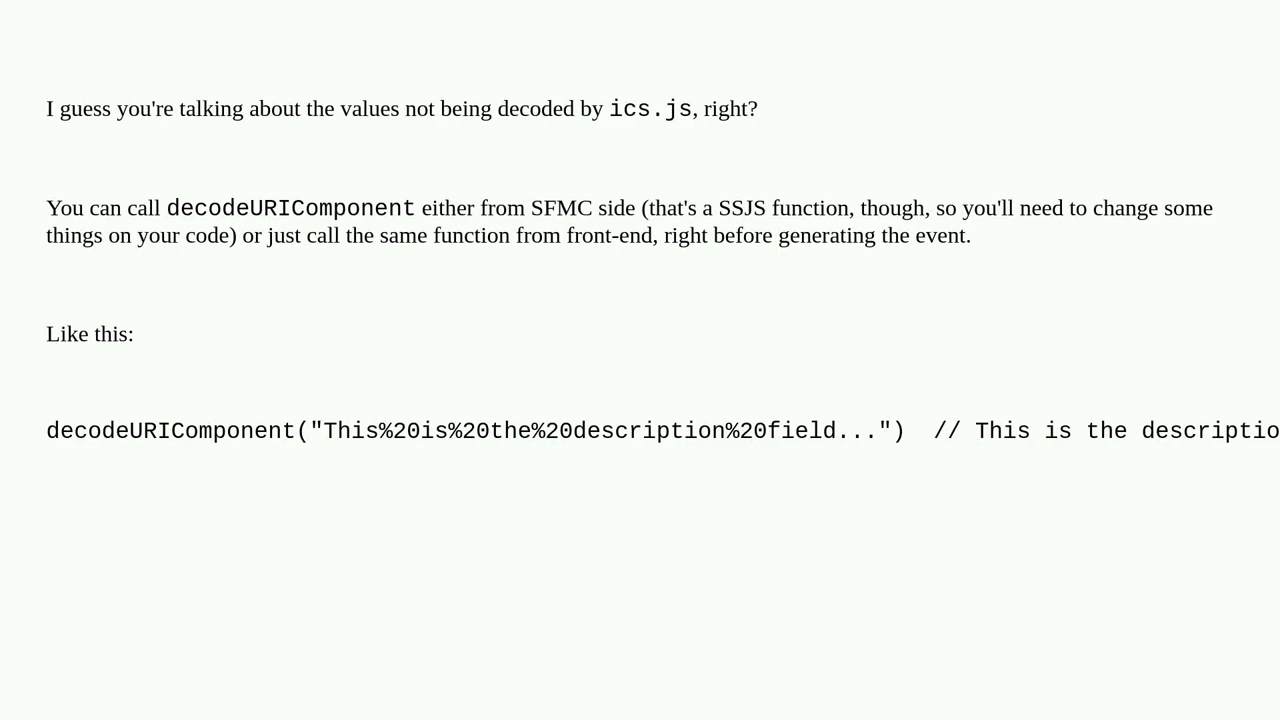 I guess you're talking about the values not being decoded by ics.js, right?
You can call decodeURIComponent either from SFMC side (that's a SSJS function, though, so you'll need to change some
things on your code) or just call the same function from front-end, right before generating the event.
Like this:
decodeURIComponent("This%20is%20the%20description%20field...")  // This is the descriptio